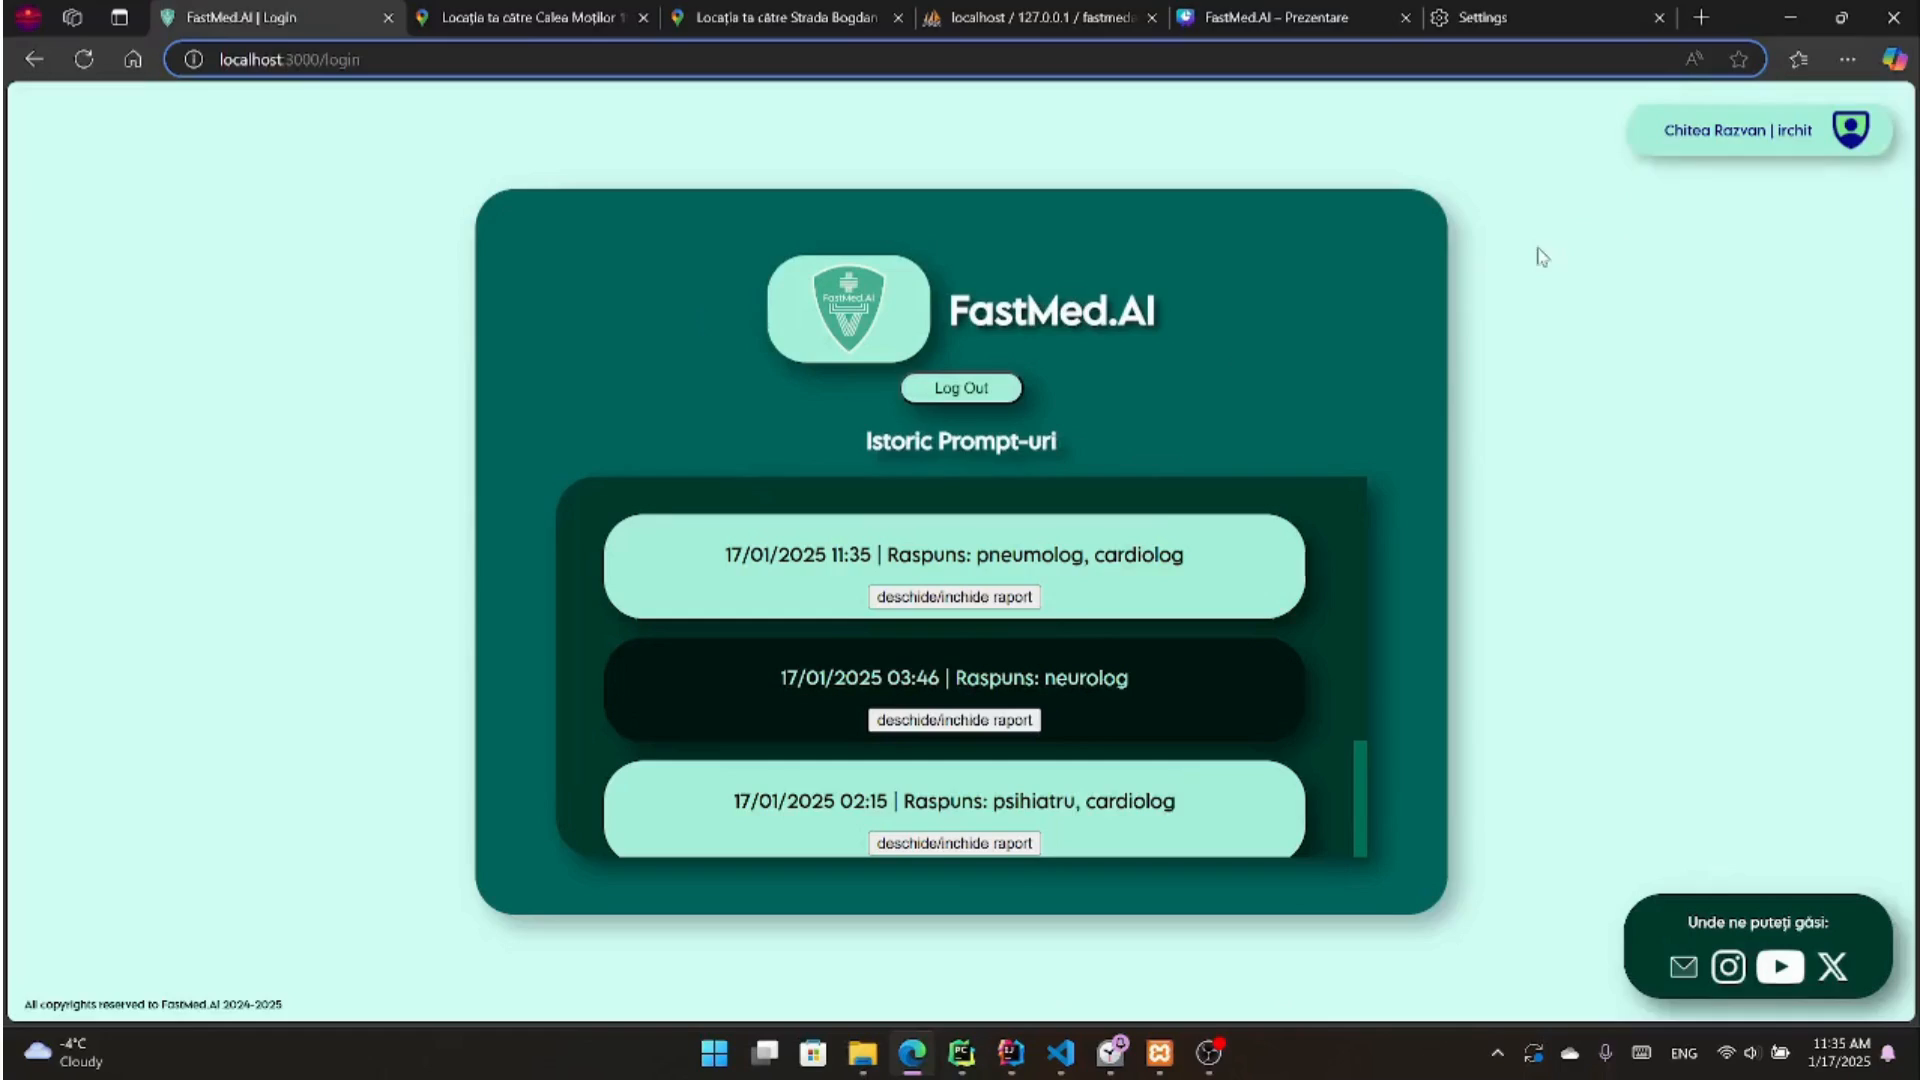 FastMed.AI | Login
Locația ta către Calea Moților 1
Locația ta către Strada Bogdan
localhost / 127.0.0.1 / fastmeda
FastMed.AI – Prezentare
Settings
localhost:3000/login
Chitea Razvan | irchit
FastMed.AI
FastMed.AI
Log Out
Istoric Prompt-uri
17/01/2025 11:35 | Raspuns: pneumolog, cardiolog
deschide/inchide raport
17/01/2025 03:46 | Raspuns: neurolog
deschide/inchide raport
17/01/2025 02:15 | Raspuns: psihiatru, cardiolog
deschide/inchide raport
Unde ne puteți găsi:
All copyrights reserved to FastMed.AI 2024-2025
-4°C
Cloudy
ENG
11:35 AM
1/17/2025